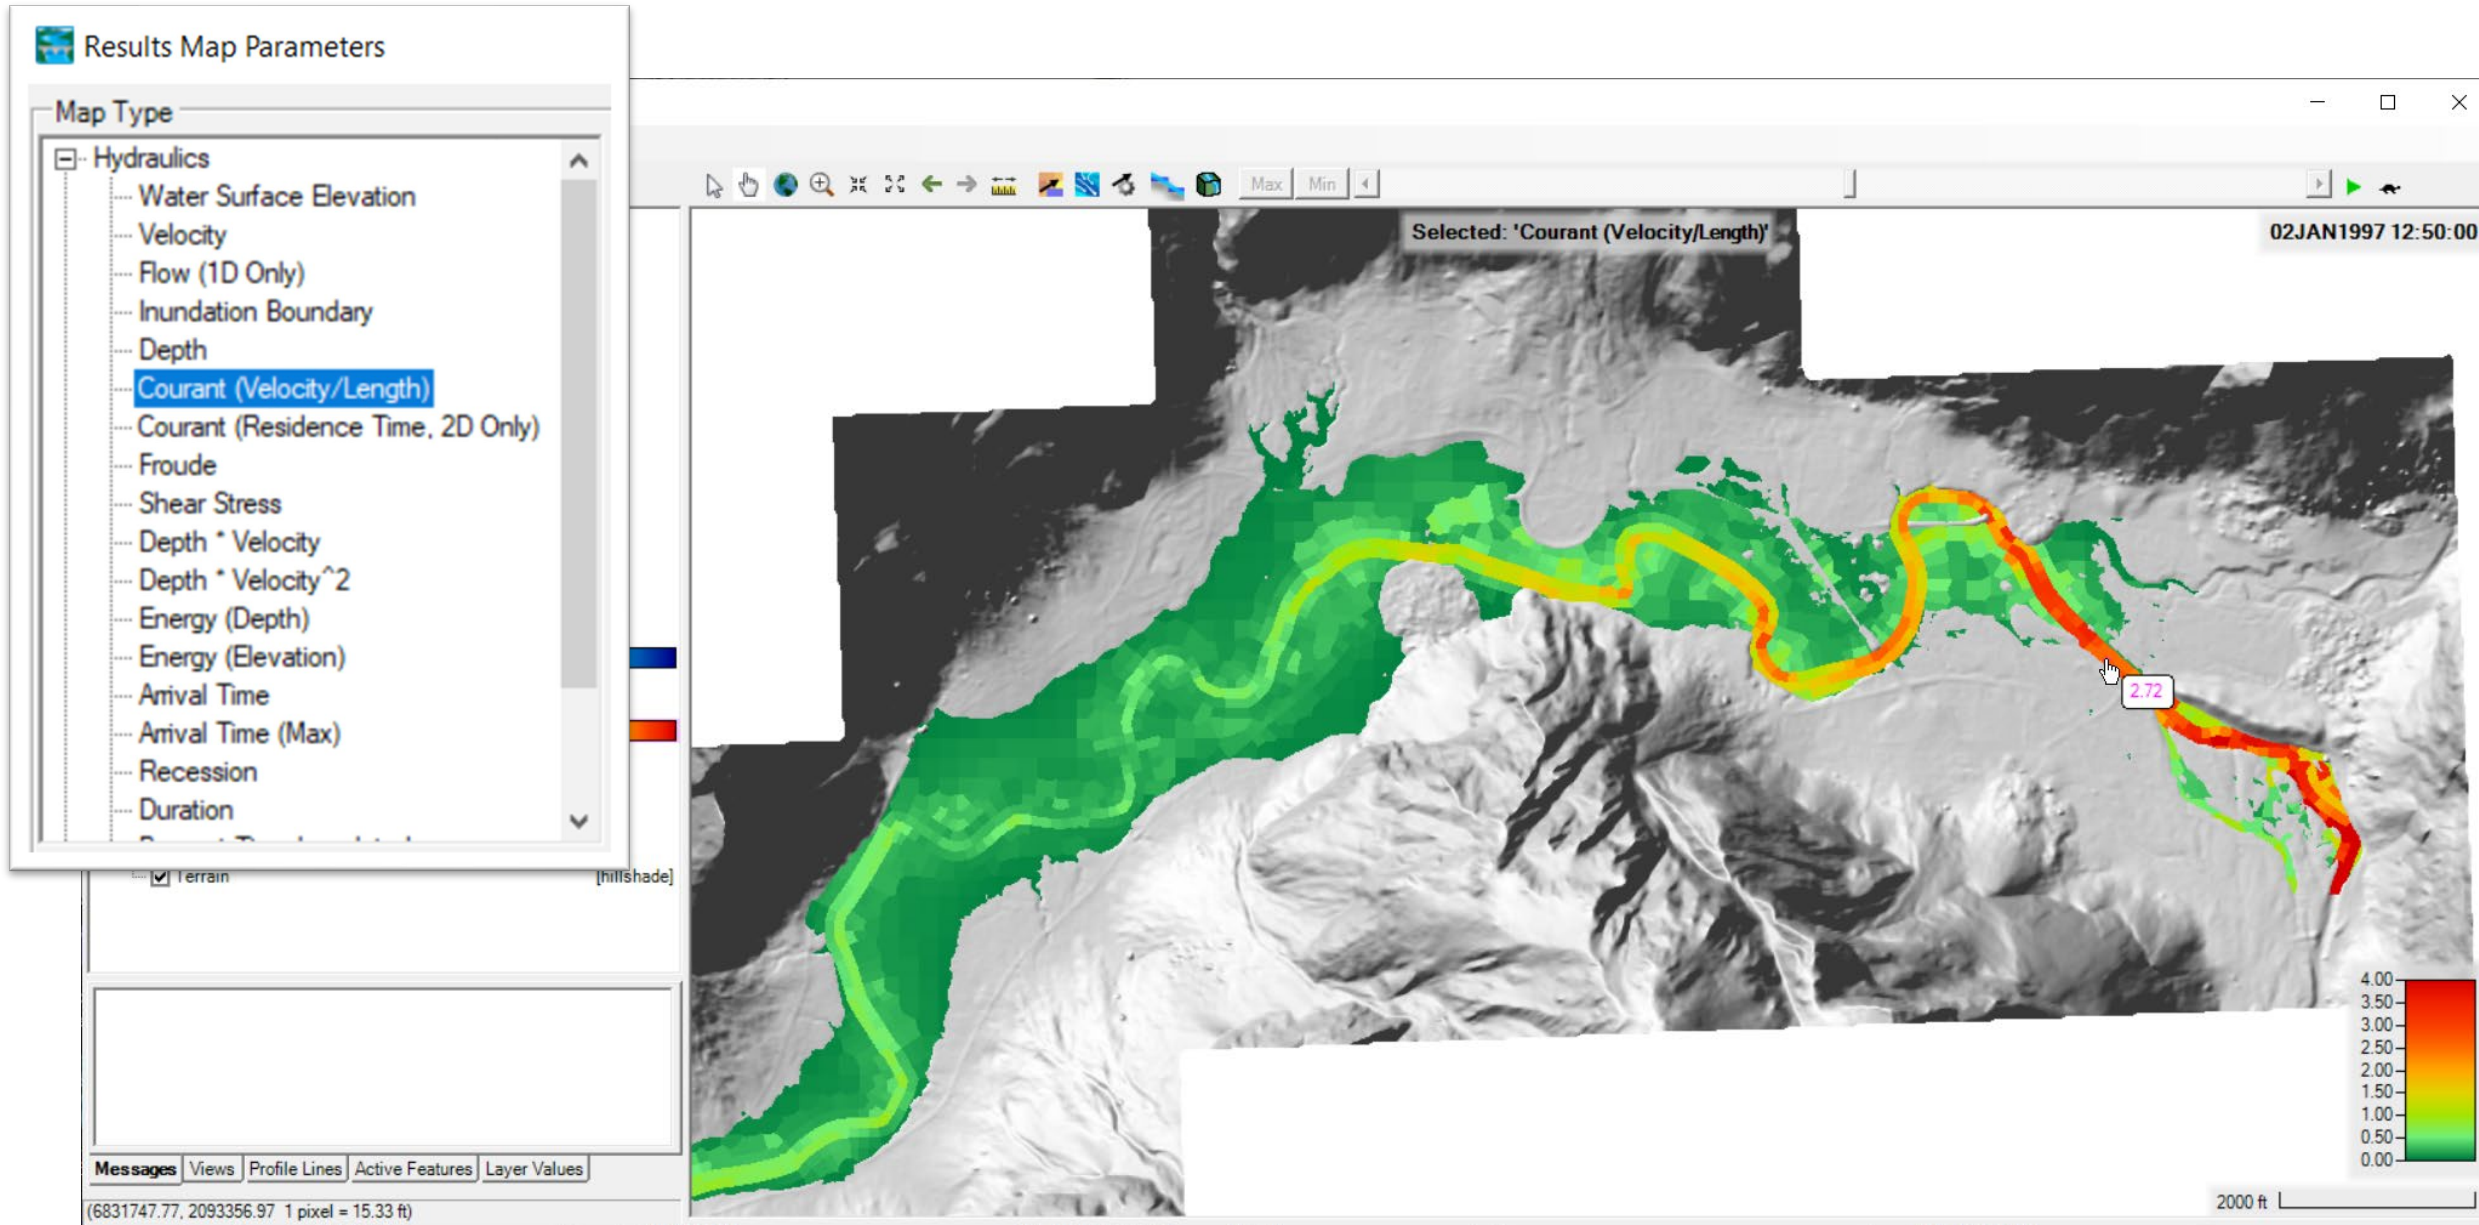 Results Map Parameters
Map Type
Hydraulics
Water Surface Elevation
Velocity
Flow (1D Only)
Inundation Boundary
Depth
Courant (Velocity/Length)
Courant (Residence Time, 2D Only)
Froude
Shear Stress
Depth * Velocity
Depth * Velocity^2
Energy (Depth)
Energy (Elevation)
Arrival Time
Arrival Time (Max)
Recession
Duration
Terrain [hillshade]
Messages Views Profile Lines Active Features Layer Values
(6831747.77, 2093356.97 1 pixel = 15.33 ft)
Max Min
Selected: 'Courant (Velocity/Length)'
02JAN1997 12:50:00
2.72
4.00
3.50
3.00
2.50
2.00
1.50
1.00
0.50
0.00
2000 ft